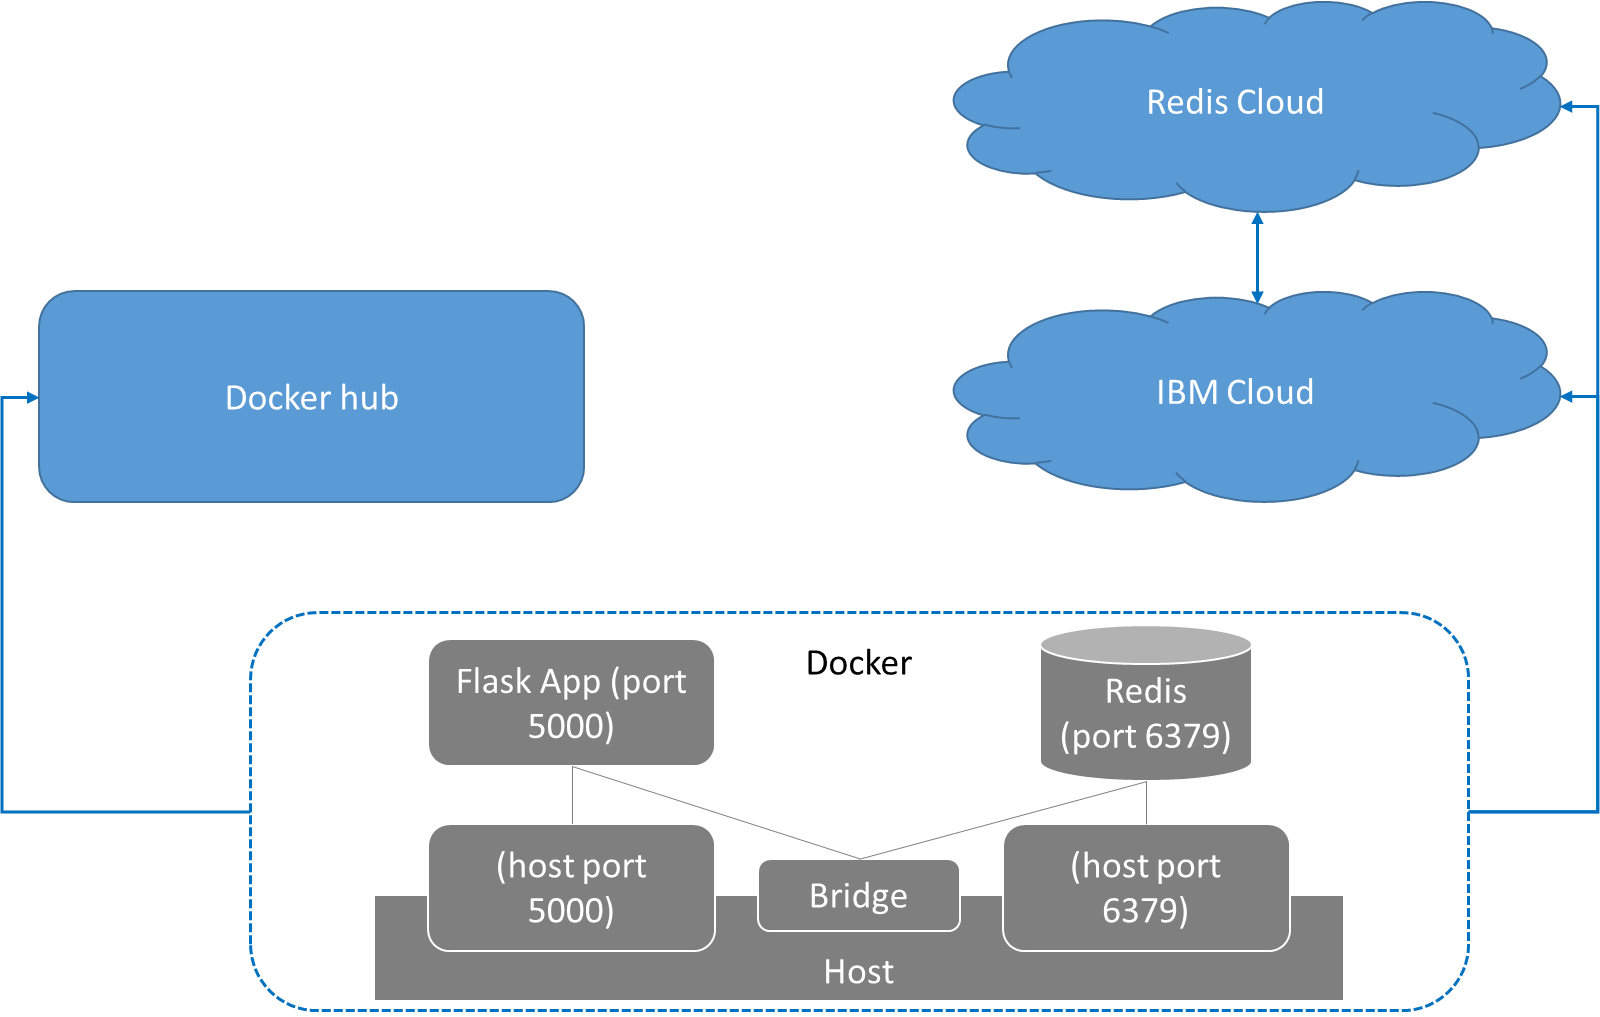 Redis Cloud
Docker hub
IBM Cloud
Docker
Flask App (port
5000)
Redis
(port 6379)
(host port
5000)
Bridge
(host port
6379)
Host